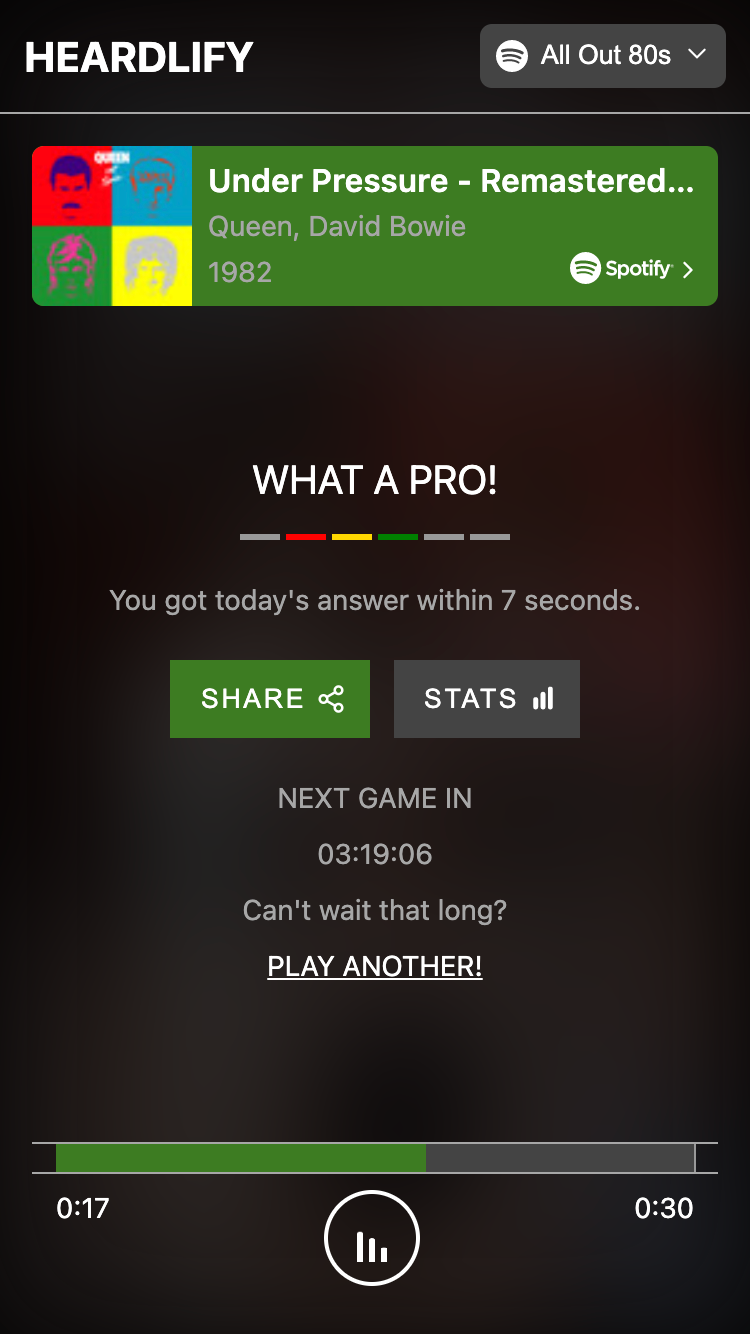 HEARDLIFY
All Out 80s
QUEEN
Under Pressure - Remastered...
Queen, David Bowie
1982
Spotify
WHAT A PRO!
You got today's answer within 7 seconds.
SHARE
STATS
NEXT GAME IN
03:19:06
Can't wait that long?
PLAY ANOTHER!
0:17
0:30